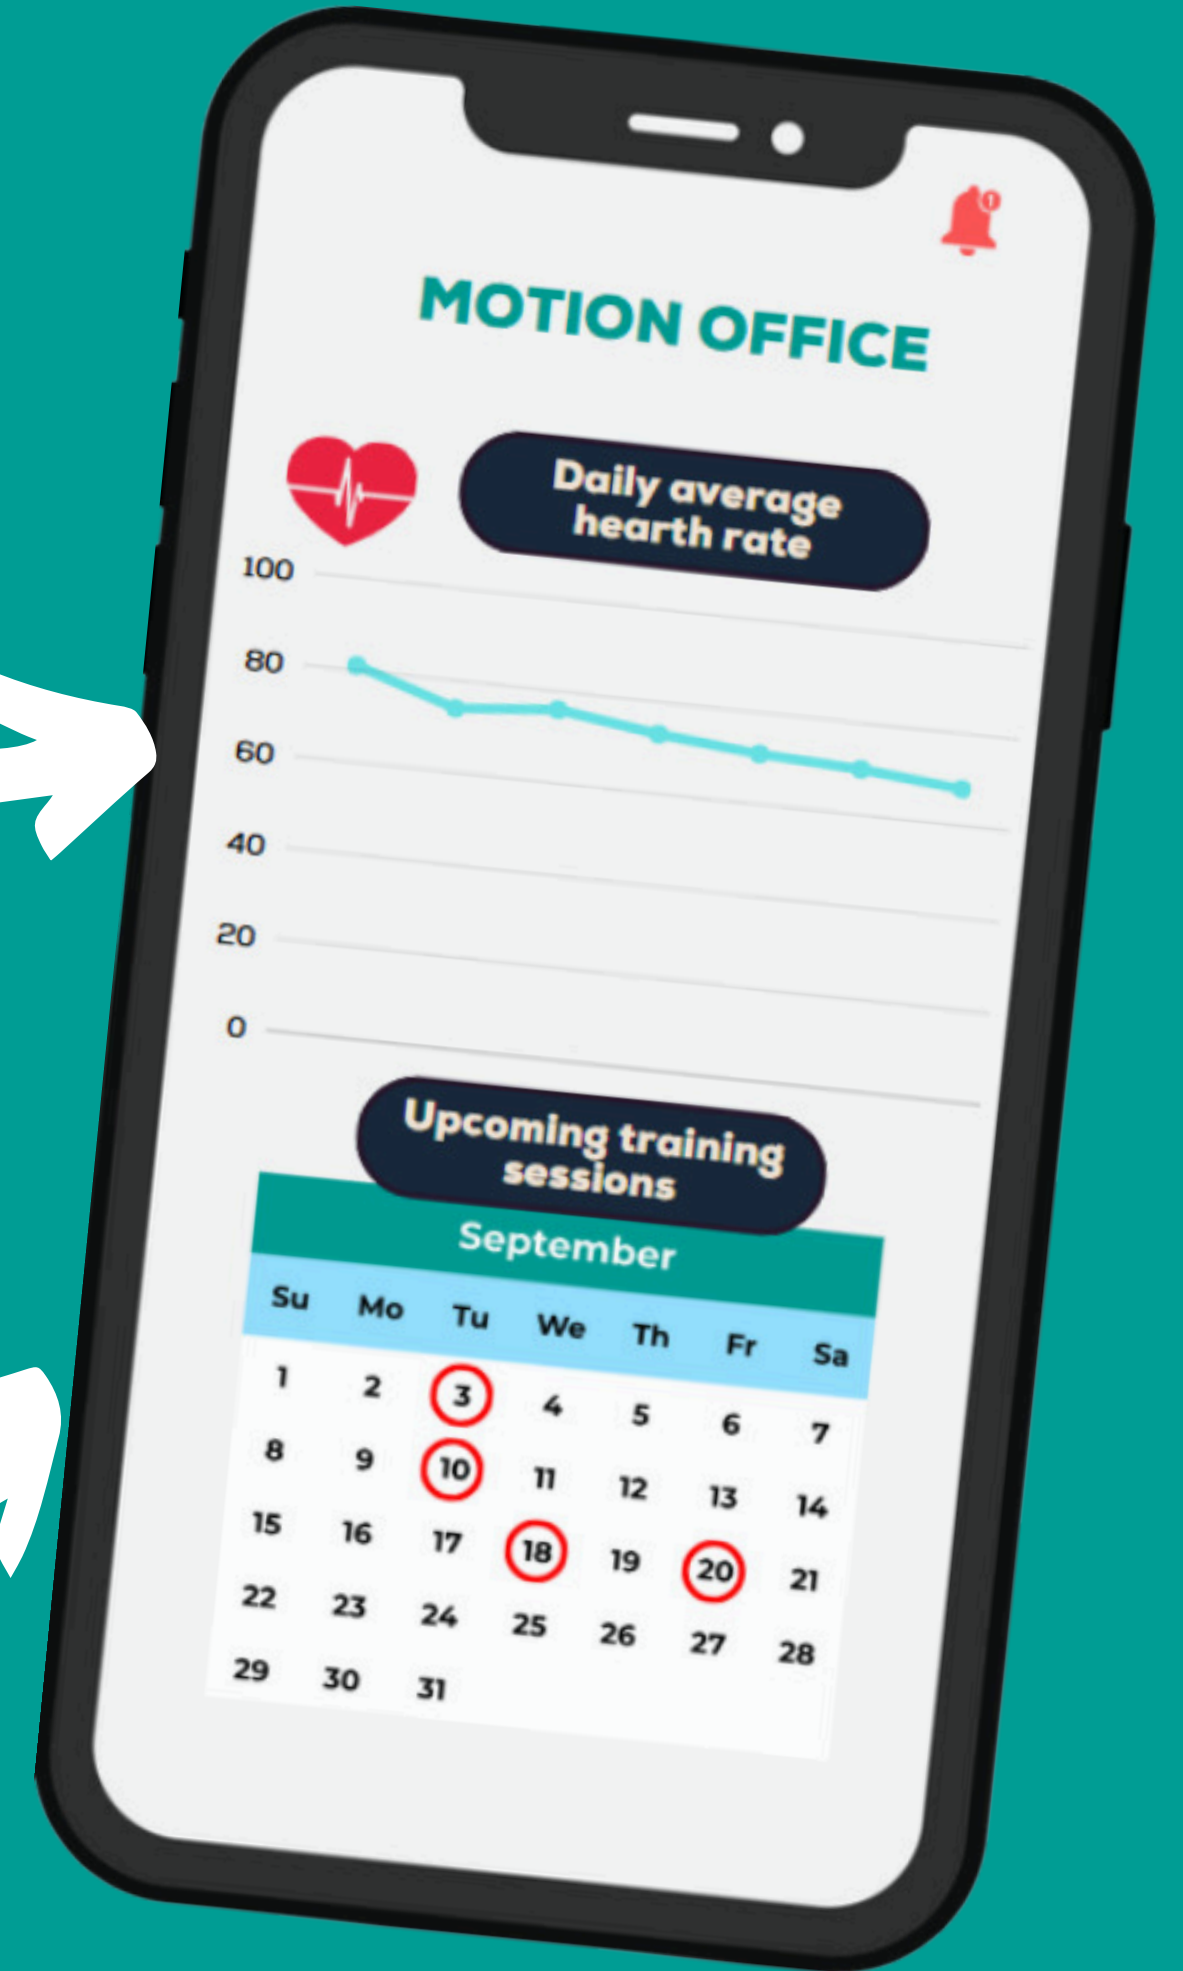 1
MOTION OFFICE
Daily average
hearth rate
100
80
60
40
20
0
Upcoming training
sessions
September
Su Mo Tu We Th Fr Sa
1 2 3 4 5 6 7
8 9 10 11 12 13 14
15 16 17 18 19 20 21
22 23 24 25 26 27 28
29 30 31